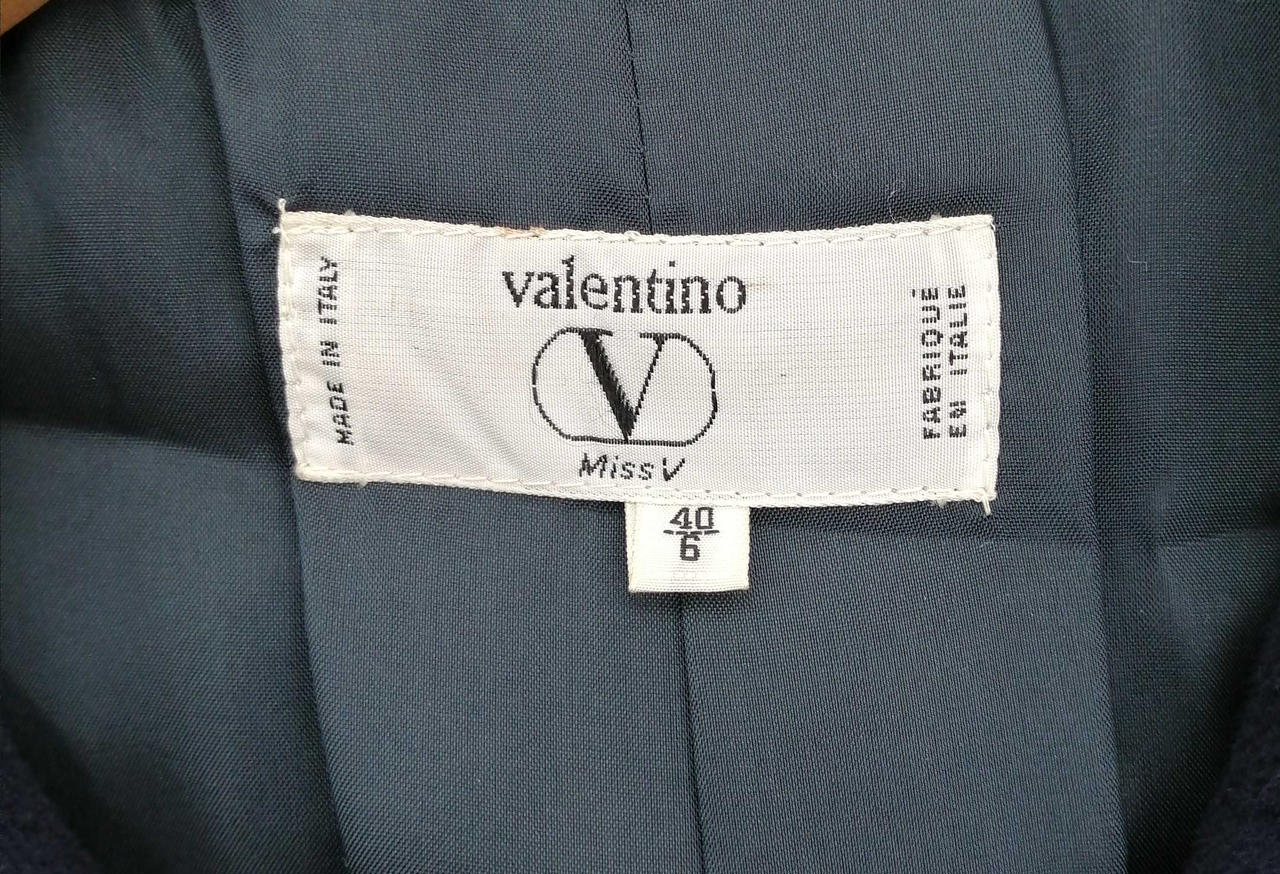 MADE IN ITALY
valentino
V
Miss V
FABRIQUÉ
EN ITALIE
40
6